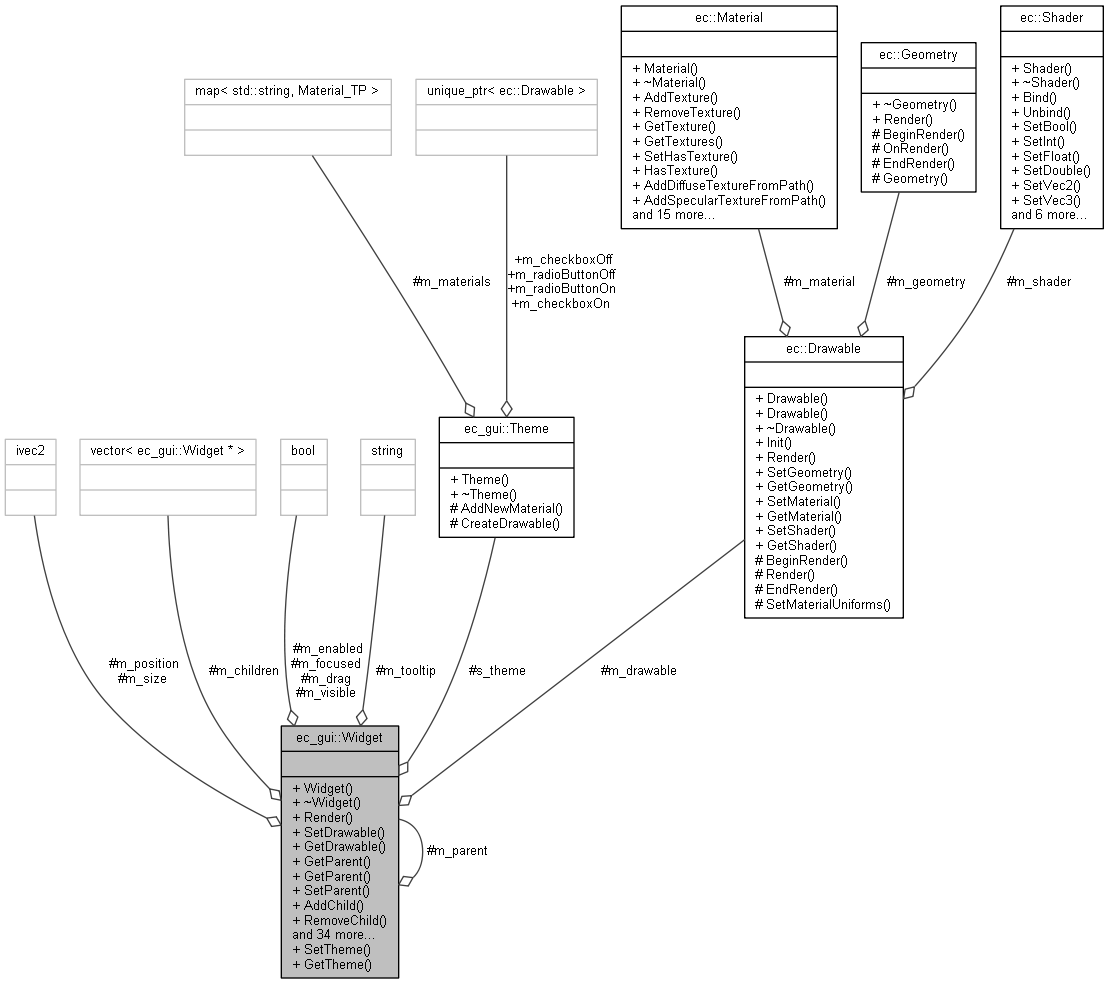 ec::Material
+ Material()
+ ~Material()
+ AddTexture()
+ RemoveTexture()
+ GetTexture()
+ GetTextures()
+ SetHasTexture()
+ HasTexture()
+ AddDiffuseTextureFromPath()
+ AddSpecularTextureFromPath()
and 15 more...
ec::Geometry
+ ~Geometry()
+ Render()
# BeginRender()
# OnRender()
# EndRender()
# Geometry()
ec::Shader
+ Shader()
+ ~Shader()
+ Bind()
+ Unbind()
+ SetBool()
+ SetInt()
+ SetFloat()
+ SetDouble()
+ SetVec2()
+ SetVec3()
and 6 more...
map< std::string, Material_TP >
unique_ptr< ec::Drawable >
#m_materials
+m_checkboxOff
+m_radioButtonOff
+m_radioButtonOn
+m_checkboxOn
#m_material
#m_geometry
#m_shader
ec::Drawable
+ Drawable()
+ Drawable()
+ ~Drawable()
+ Init()
+ Render()
+ SetGeometry()
+ GetGeometry()
+ SetMaterial()
+ GetMaterial()
+ SetShader()
+ GetShader()
# BeginRender()
# Render()
# EndRender()
# SetMaterialUniforms()
ivec2
vector< ec_gui::Widget * >
bool
string
ec_gui::Theme
+ Theme()
+ ~Theme()
# AddNewMaterial()
# CreateDrawable()
#m_position
#m_size
#m_children
#m_enabled
#m_focused
#m_drag
#m_visible
#m_tooltip
#s_theme
#m_drawable
ec_gui::Widget
+ Widget()
+ ~Widget()
+ Render()
+ SetDrawable()
+ GetDrawable()
+ GetParent()
+ GetParent()
+ SetParent()
+ AddChild()
+ RemoveChild()
and 34 more...
+ SetTheme()
+ GetTheme()
#m_parent